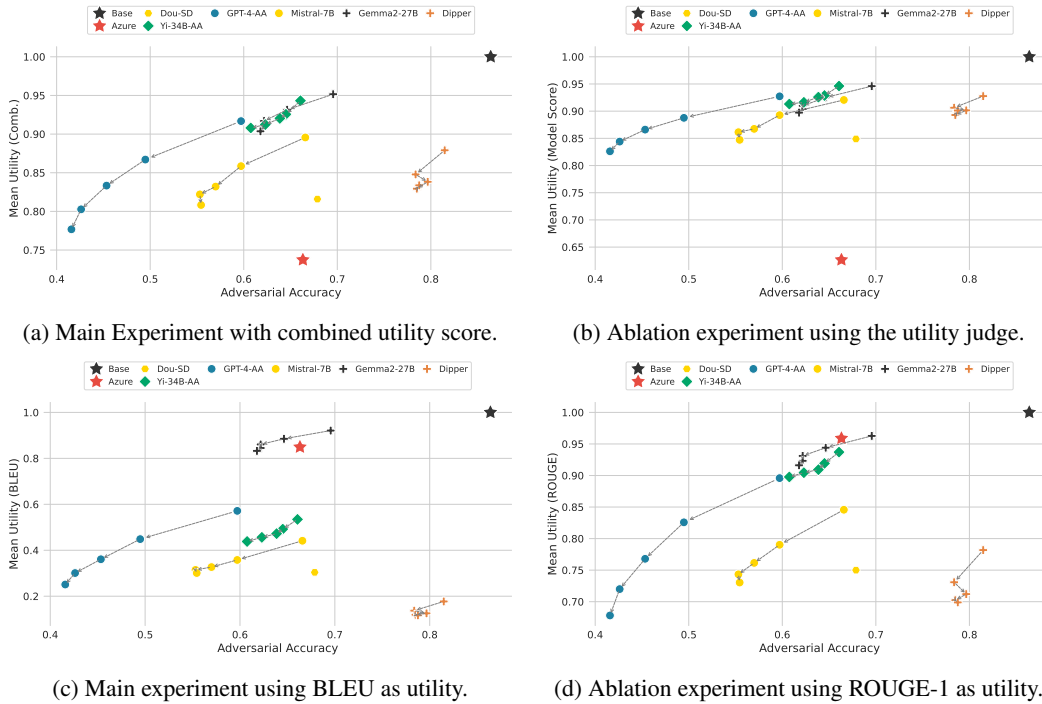 Base Dou-SD GPT-4-AA Mistral-7B Gemma2-27B Dipper
Azure Yi-34B-AA
1.00
0.95
0.90
0.85
0.80
0.75
Mean Utility (Comb.)
0.4 0.5 0.6 0.7 0.8
Adversarial Accuracy
(a) Main Experiment with combined utility score.
Base Dou-SD GPT-4-AA Mistral-7B Gemma2-27B Dipper
Azure Yi-34B-AA
1.00
0.95
0.90
0.85
0.80
0.75
0.70
0.65
Mean Utility (Model Score)
0.4 0.5 0.6 0.7 0.8
Adversarial Accuracy
(b) Ablation experiment using the utility judge.
Base Dou-SD GPT-4-AA Mistral-7B Gemma2-27B Dipper
Azure Yi-34B-AA
1.0
0.8
0.6
0.4
0.2
Mean Utility (BLEU)
0.4 0.5 0.6 0.7 0.8
Adversarial Accuracy
(c) Main experiment using BLEU as utility.
Base Dou-SD GPT-4-AA Mistral-7B Gemma2-27B Dipper
Azure Yi-34B-AA
1.00
0.95
0.90
0.85
0.80
0.75
0.70
Mean Utility (ROUGE)
0.4 0.5 0.6 0.7 0.8
Adversarial Accuracy
(d) Ablation experiment using ROUGE-1 as utility.